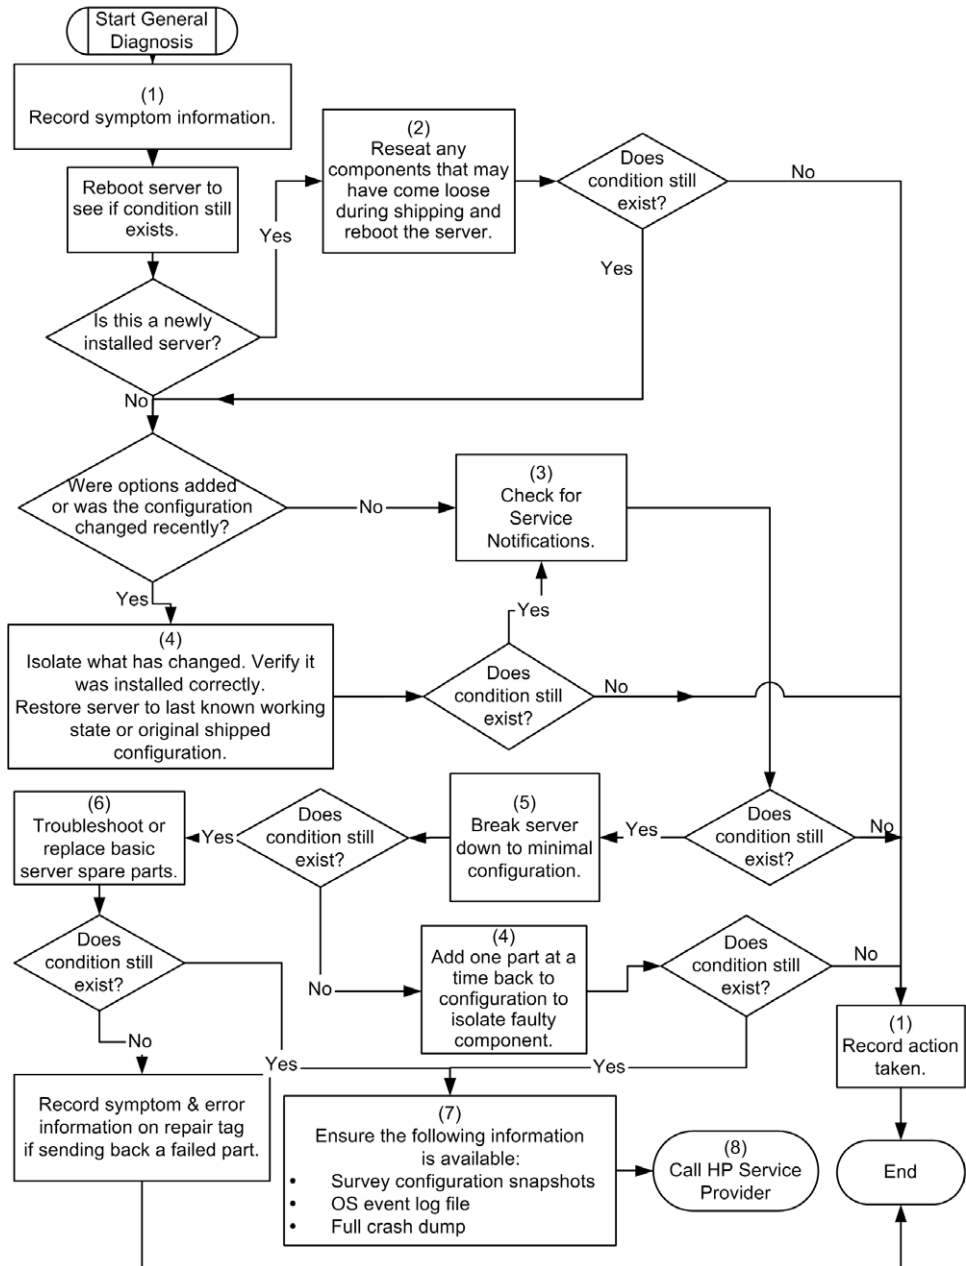 Start General
Diagnosis
(1)
Record symptom information.
Reboot server to
see if condition still
exists.
Yes
(2)
Reseat any
components that may
have come loose
during shipping and
reboot the server.
Does
condition still
exist?
No
Yes
Is this a newly
installed server?
No
Were options added
or was the configuration
changed recently?
No
(3)
Check for
Service
Notifications.
Yes
Yes
(4)
Isolate what has changed. Verify it
was installed correctly.
Restore server to last known working
state or original shipped
configuration.
Does
condition still
exist?
No
(6)
Troubleshoot or
replace basic
server spare parts.
Yes
Does
condition still
exist?
(5)
Break server
down to minimal
configuration.
Yes
Does
condition still
exist?
No
Does
condition still
exist?
No
(4)
Add one part at a
time back to
configuration to
isolate faulty
component.
Does
condition still
exist?
No
No
Yes
Yes
(1)
Record action
taken.
Record symptom & error
information on repair tag
if sending back a failed part.
(7)
Ensure the following information
is available:
• Survey configuration snapshots
• OS event log file
• Full crash dump
(8)
Call HP Service
Provider
End